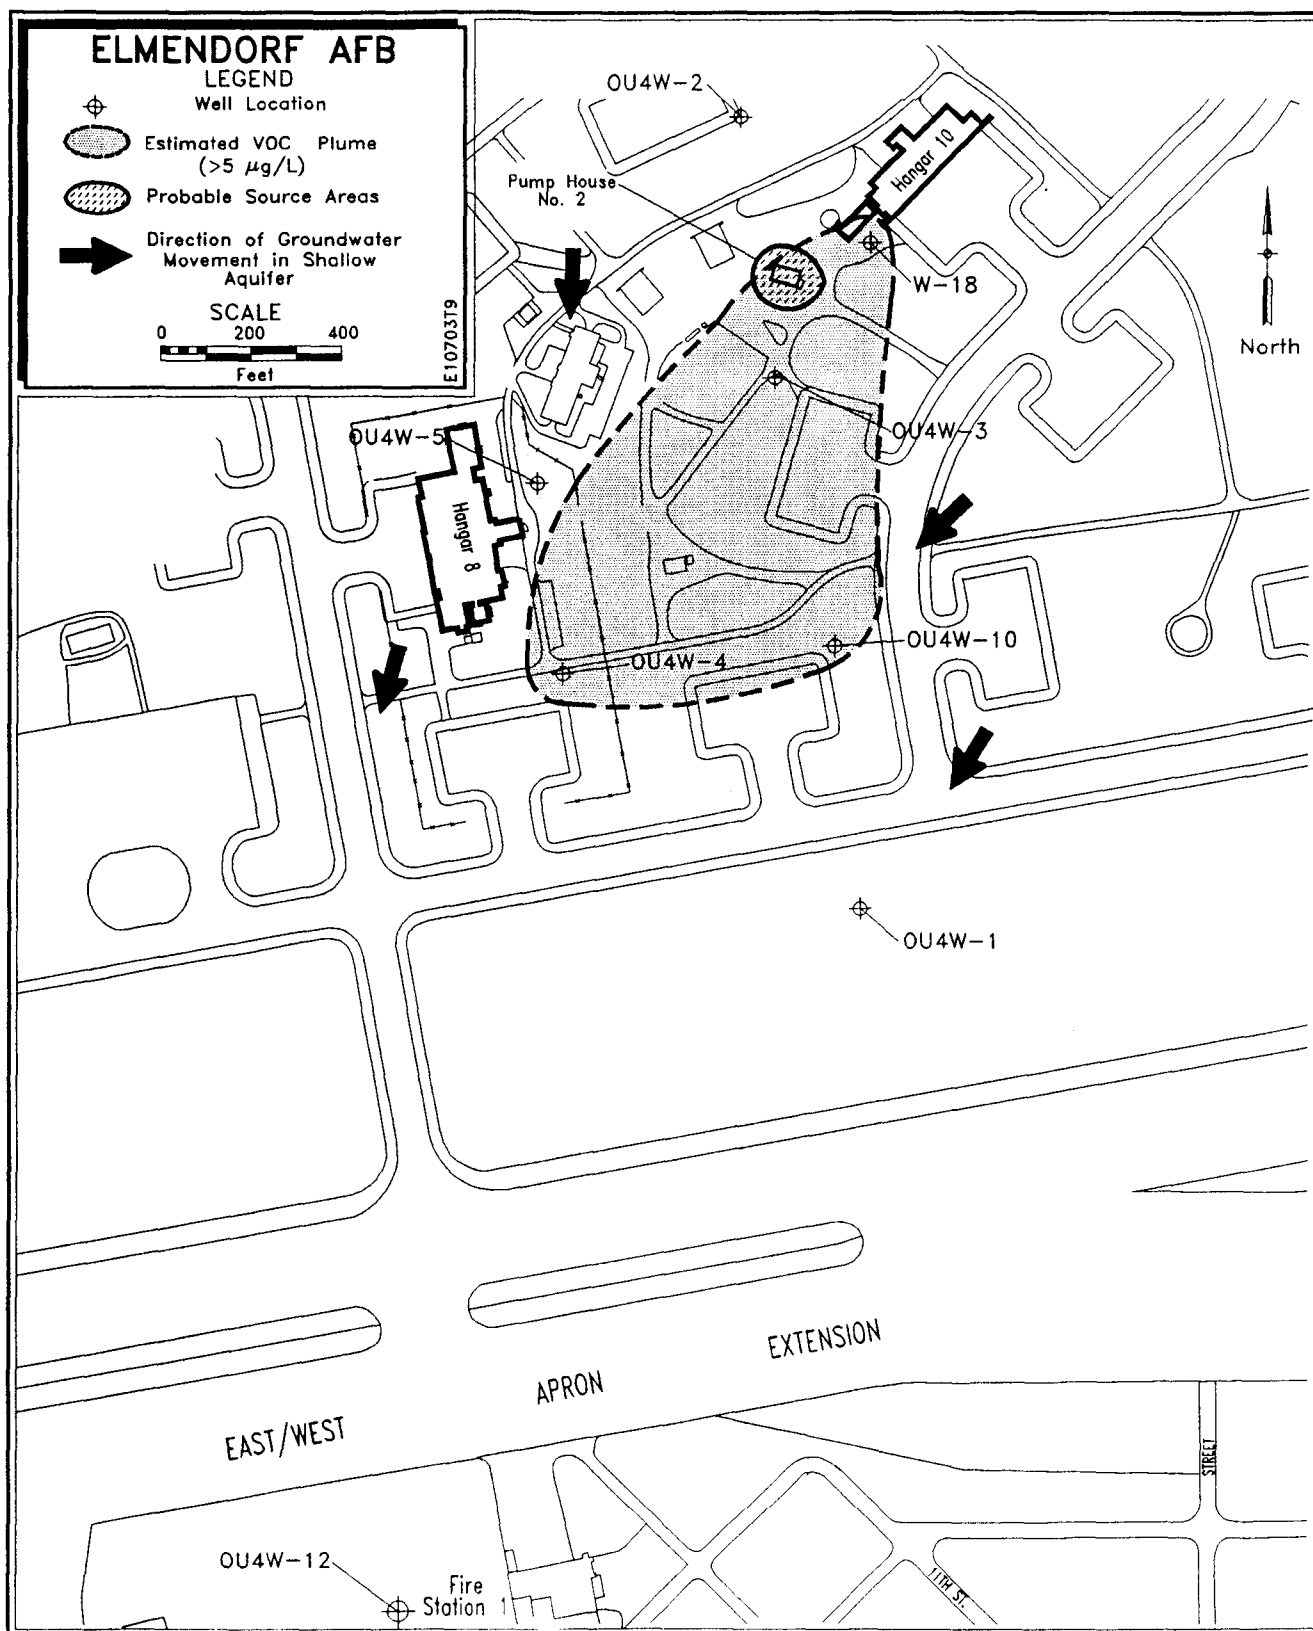 ELMENDORF AFB
LEGEND
Well Location
Estimated VOC Plume
(>5 μg/L)
Probable Source Areas
Direction of Groundwater
Movement in Shallow
Aquifer
SCALE
0 200 400
Feet
E10703T9
OU4W-2
Hangar 10
Pump House
No. 2
W-18
North
OU4W-3
OU4W-5
Hangar 8
OU4W-10
OU4W-4
OU4W-1
EXTENSION
APRON
EAST/WEST
STREET
OU4W-12
Fire
Station 1
11TH ST.